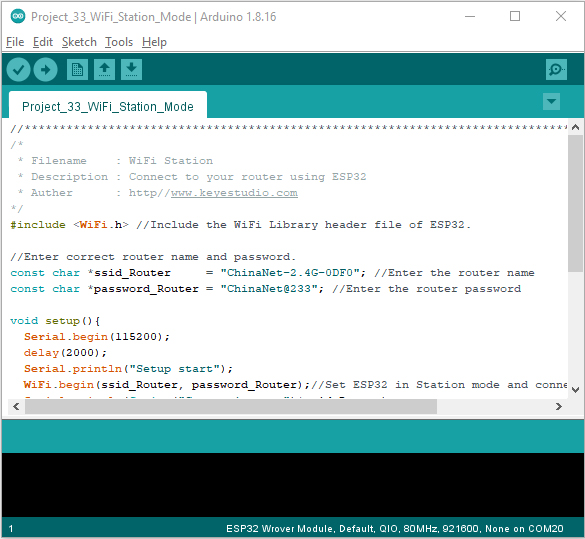 Project_33_WiFi_Station_Mode | Arduino 1.8.16
File Edit Sketch Tools Help
Project_33_WiFi_Station_Mode
//******************************************************************************
/*
 * Filename    : WiFi Station
 * Description : Connect to your router using ESP32
 * Auther      : http//www.keyestudio.com
*/
#include <WiFi.h> //Include the WiFi Library header file of ESP32.
//Enter correct router name and password.
const char *ssid_Router     = "ChinaNet-2.4G-0DF0"; //Enter the router name
const char *password_Router = "ChinaNet@233"; //Enter the router password
void setup(){
  Serial.begin(115200);
  delay(2000);
  Serial.println("Setup start");
  WiFi.begin(ssid_Router, password_Router);//Set ESP32 in Station mode and conne
1 ESP32 Wrover Module, Default, QIO, 80MHz, 921600, None on COM20